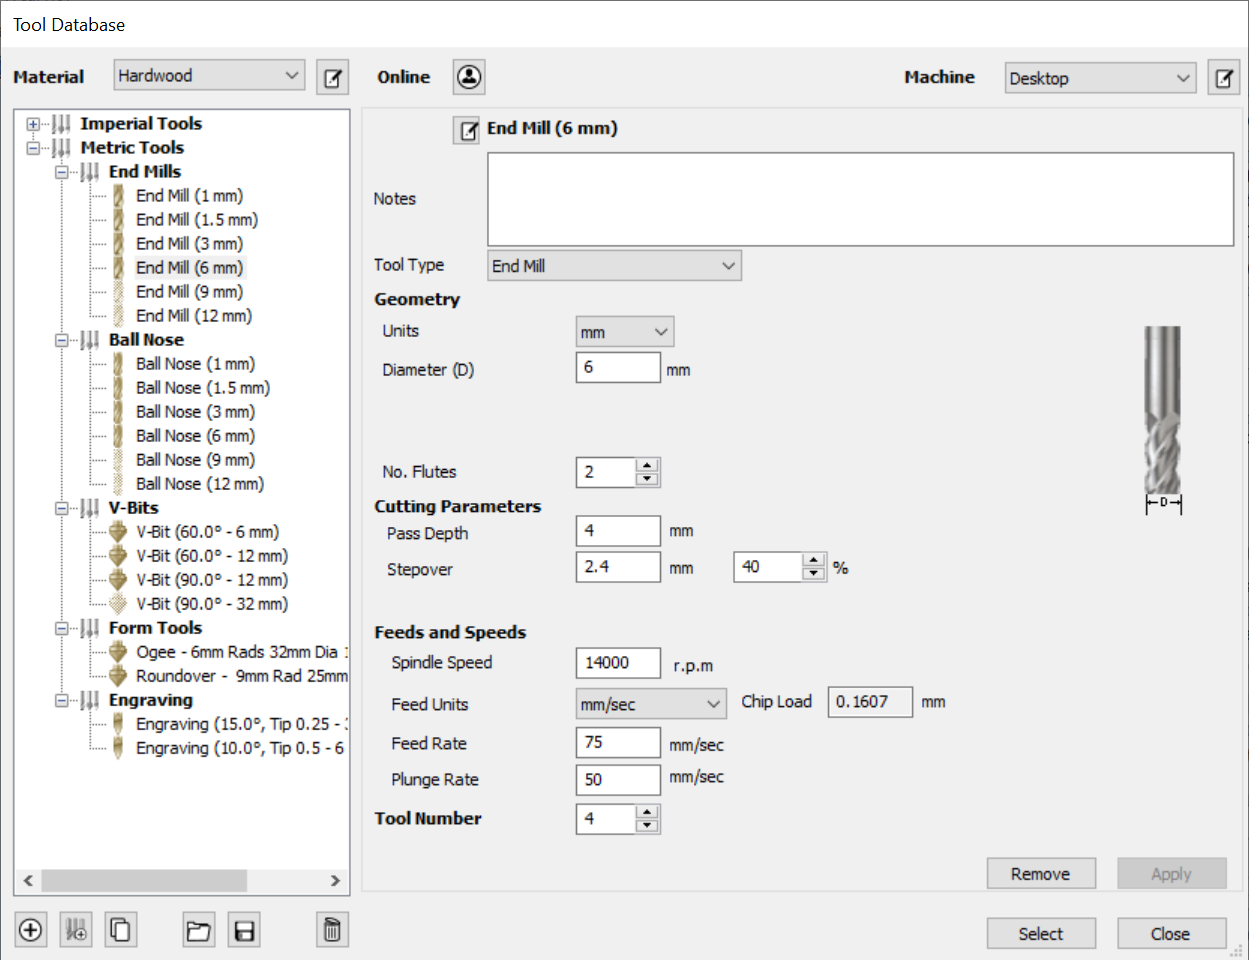 Tool Database
Material Hardwood Online Machine Desktop
Imperial Tools
Metric Tools
End Mills
End Mill (1 mm)
End Mill (1.5 mm)
End Mill (3 mm)
End Mill (6 mm)
End Mill (9 mm)
End Mill (12 mm)
Ball Nose
Ball Nose (1 mm)
Ball Nose (1.5 mm)
Ball Nose (3 mm)
Ball Nose (6 mm)
Ball Nose (9 mm)
Ball Nose (12 mm)
V-Bits
V-Bit (60.0° - 6 mm)
V-Bit (60.0° - 12 mm)
V-Bit (90.0° - 12 mm)
V-Bit (90.0° - 32 mm)
Form Tools
Ogee - 6mm Rads 32mm Dia
Roundover - 9mm Rad 25mm
Engraving
Engraving (15.0°, Tip 0.25 -
Engraving (10.0°, Tip 0.5 - 6
End Mill (6 mm)
Notes
Tool Type End Mill
Geometry
Units mm
Diameter (D) 6 mm
No. Flutes 2
D
Cutting Parameters
Pass Depth 4 mm
Stepover 2.4 mm 40 %
Feeds and Speeds
Spindle Speed 14000 r.p.m
Feed Units mm/sec Chip Load 0.1607 mm
Feed Rate 75 mm/sec
Plunge Rate 50 mm/sec
Tool Number 4
Remove Apply
Select Close